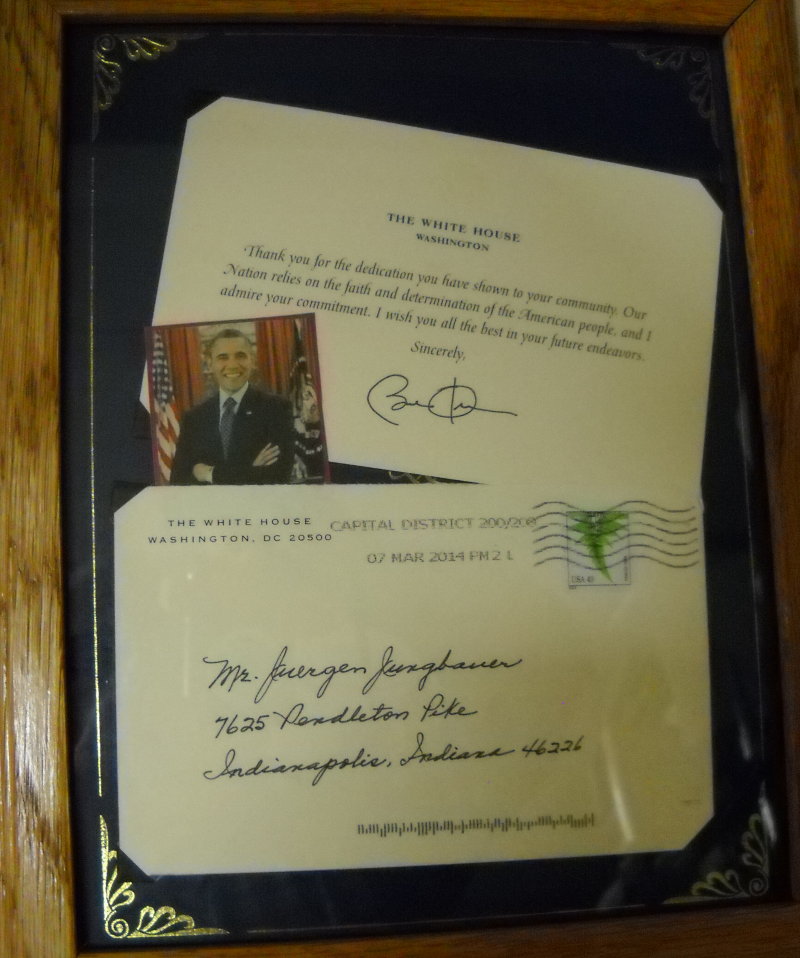 THE WHITE HOUSE
WASHINGTON
Thank you for the dedication you have shown to your community. Our
Nation relies on the faith and determination of the American people, and I
admire your commitment. I wish you all the best in your future endeavors.
Sincerely,
THE WHITE HOUSE
WASHINGTON, DC 20500
CAPITAL DISTRICT 200/208
07 MAR 2014 PM 2 L
USA
Mr. Juergen Jungbauer
7625 Pendleton Pike
Indianapolis, Indiana 46226